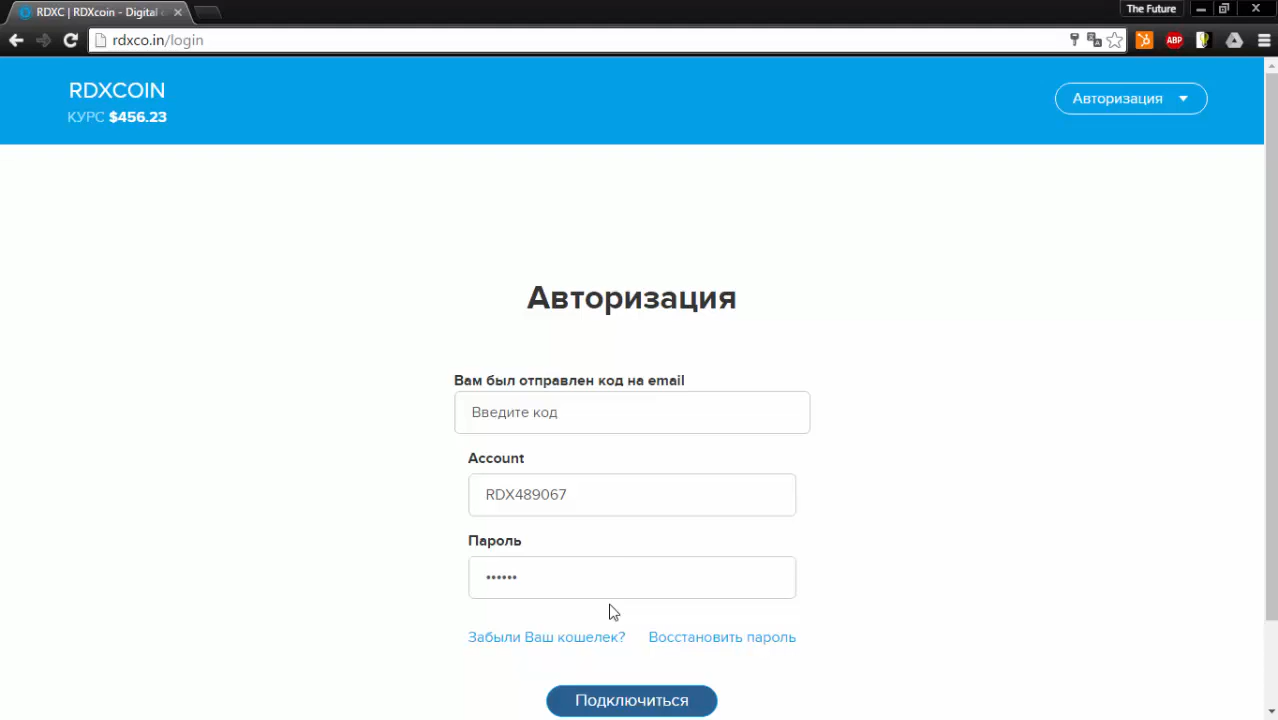 RDXC | RDXcoin - Digital
The Future
rdxco.in/login
ABP
RDXCOIN
КУРС $456.23
Авторизация
Авторизация
Вам был отправлен код на email
Введите код
Account
RDX489067
Пароль
••••••
Забыли Ваш кошелек? Восстановить пароль
Подключиться